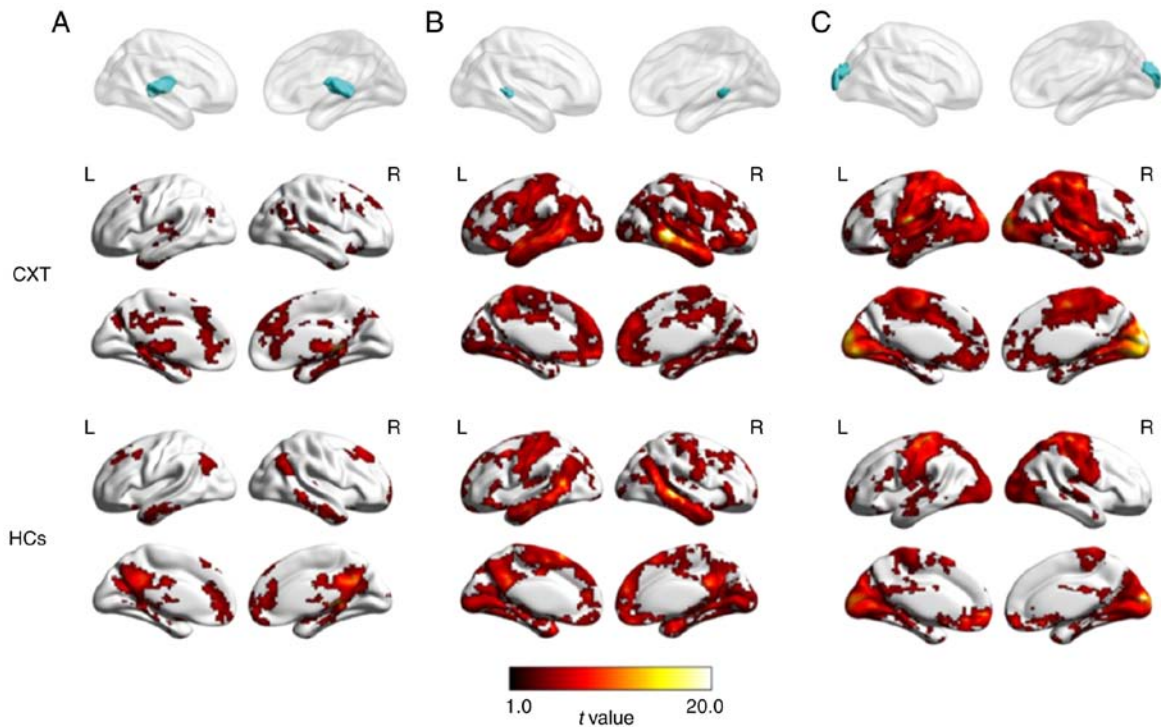 A B C
L R L R L R
CXT
L R L R L R
HCs
1.0 20.0
t value